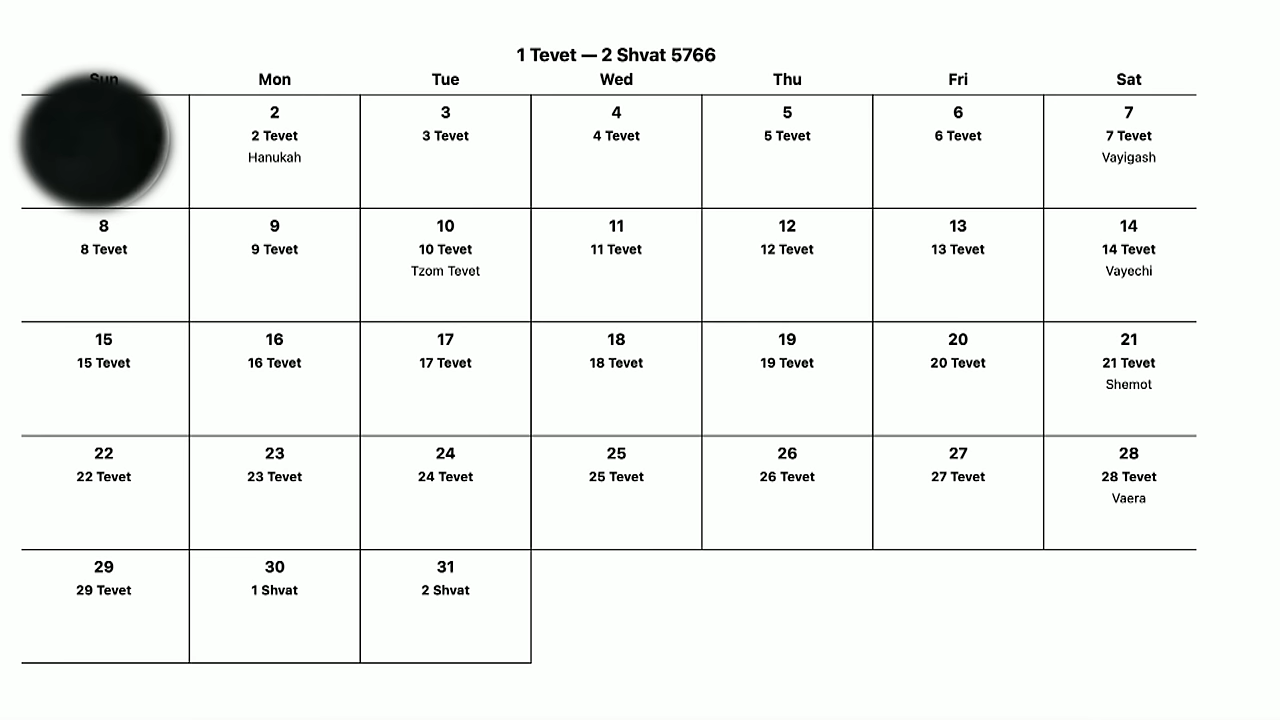 1 Tevet — 2 Shvat 5766
Sun Mon Tue Wed Thu Fri Sat
2 3 4 5 6 7
2 Tevet 3 Tevet 4 Tevet 5 Tevet 6 Tevet 7 Tevet
Hanukah Vayigash
8 9 10 11 12 13 14
8 Tevet 9 Tevet 10 Tevet 11 Tevet 12 Tevet 13 Tevet 14 Tevet
Tzom Tevet Vayechi
15 16 17 18 19 20 21
15 Tevet 16 Tevet 17 Tevet 18 Tevet 19 Tevet 20 Tevet 21 Tevet
Shemot
22 23 24 25 26 27 28
22 Tevet 23 Tevet 24 Tevet 25 Tevet 26 Tevet 27 Tevet 28 Tevet
Vaera
29 30 31
29 Tevet 1 Shvat 2 Shvat